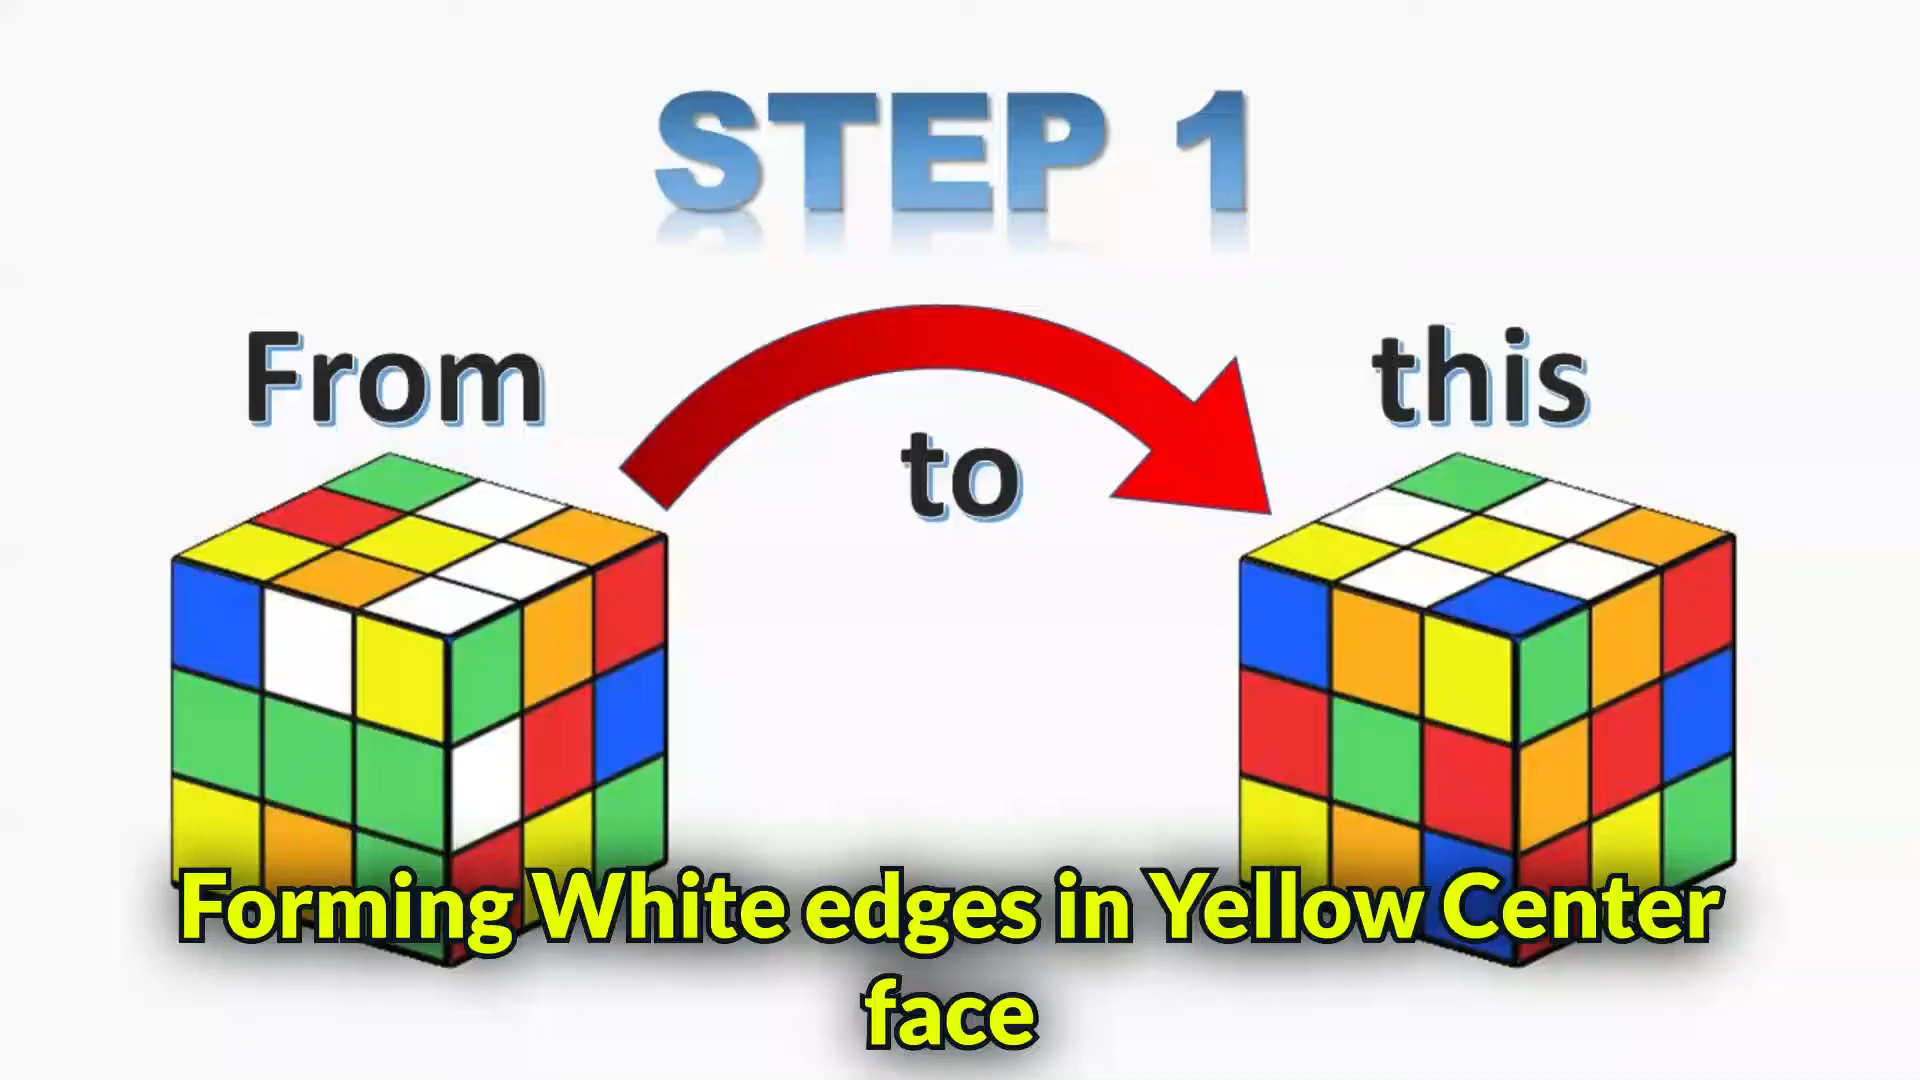 STEP 1
From
to
this
Forming White edges in Yellow Center
face